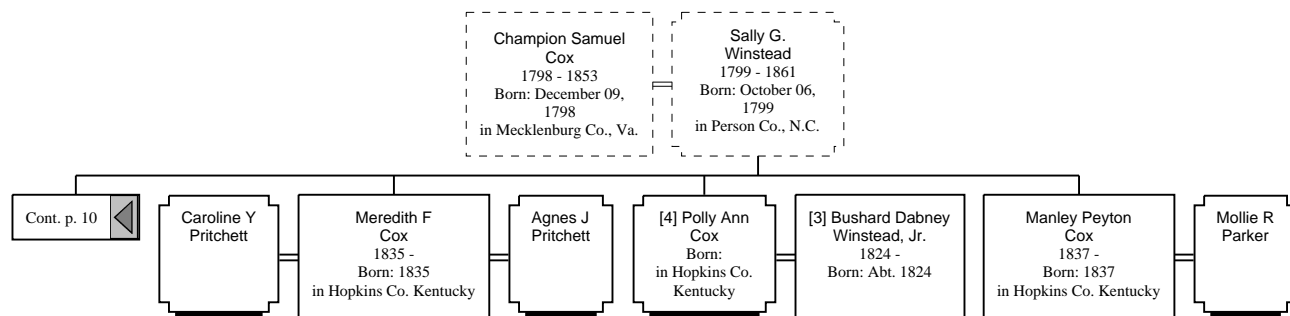 Champion Samuel
Cox
1798 - 1853
Born: December 09,
1798
in Mecklenburg Co., Va.
Sally G.
Winstead
1799 - 1861
Born: October 06,
1799
in Person Co., N.C.
Cont. p. 10
Caroline Y
Pritchett
Meredith F
Cox
1835 -
Born: 1835
in Hopkins Co. Kentucky
Agnes J
Pritchett
[4] Polly Ann
Cox
Born:
in Hopkins Co.
Kentucky
[3] Bushard Dabney
Winstead, Jr.
1824 -
Born: Abt. 1824
Manley Peyton
Cox
1837 -
Born: 1837
in Hopkins Co. Kentucky
Mollie R
Parker